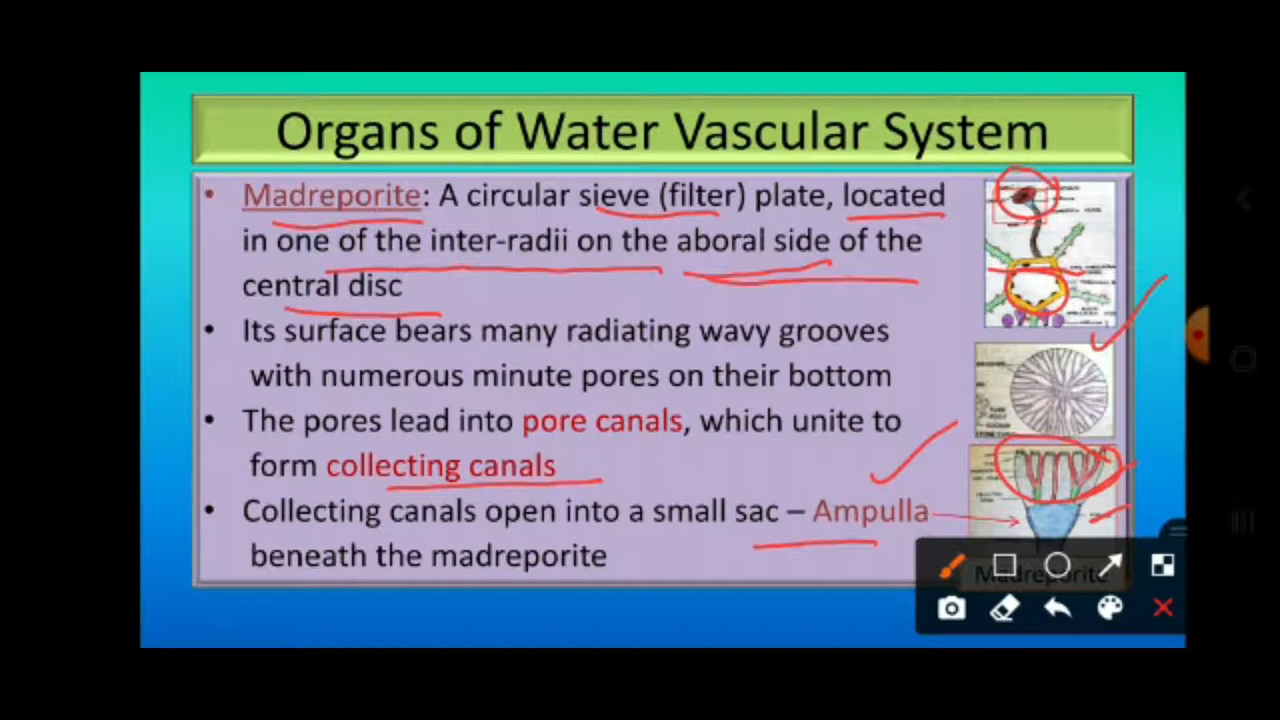 Organs of Water Vascular System
• Madreporite: A circular sieve (filter) plate, located
in one of the inter-radii on the aboral side of the
central disc
• Its surface bears many radiating wavy grooves
with numerous minute pores on their bottom
• The pores lead into pore canals, which unite to
form collecting canals
• Collecting canals open into a small sac – Ampulla
beneath the madreporite
Madreporite